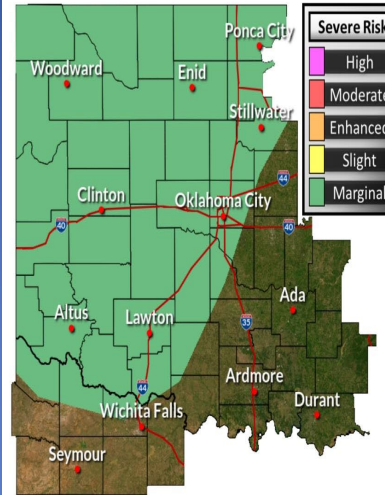 Ponca City
Severe Risk
High
Moderate
Enhanced
Slight
Marginal
Woodward
Enid
Stillwater
44
Clinton
Oklahoma City
40
40
Altus
Lawton
Ada
35
Ardmore
44
Wichita Falls
Durant
Seymour